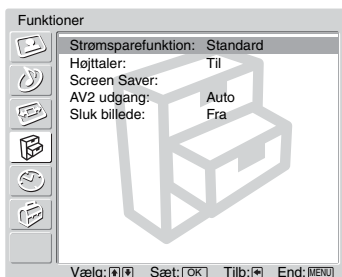 Funktioner
Strømsparefunktion: Standard
Højttaler: Til
Screen Saver:
AV2 udgang: Auto
Sluk billede: Fra
Vælg: Sæt: OK Tilb: End: MENU